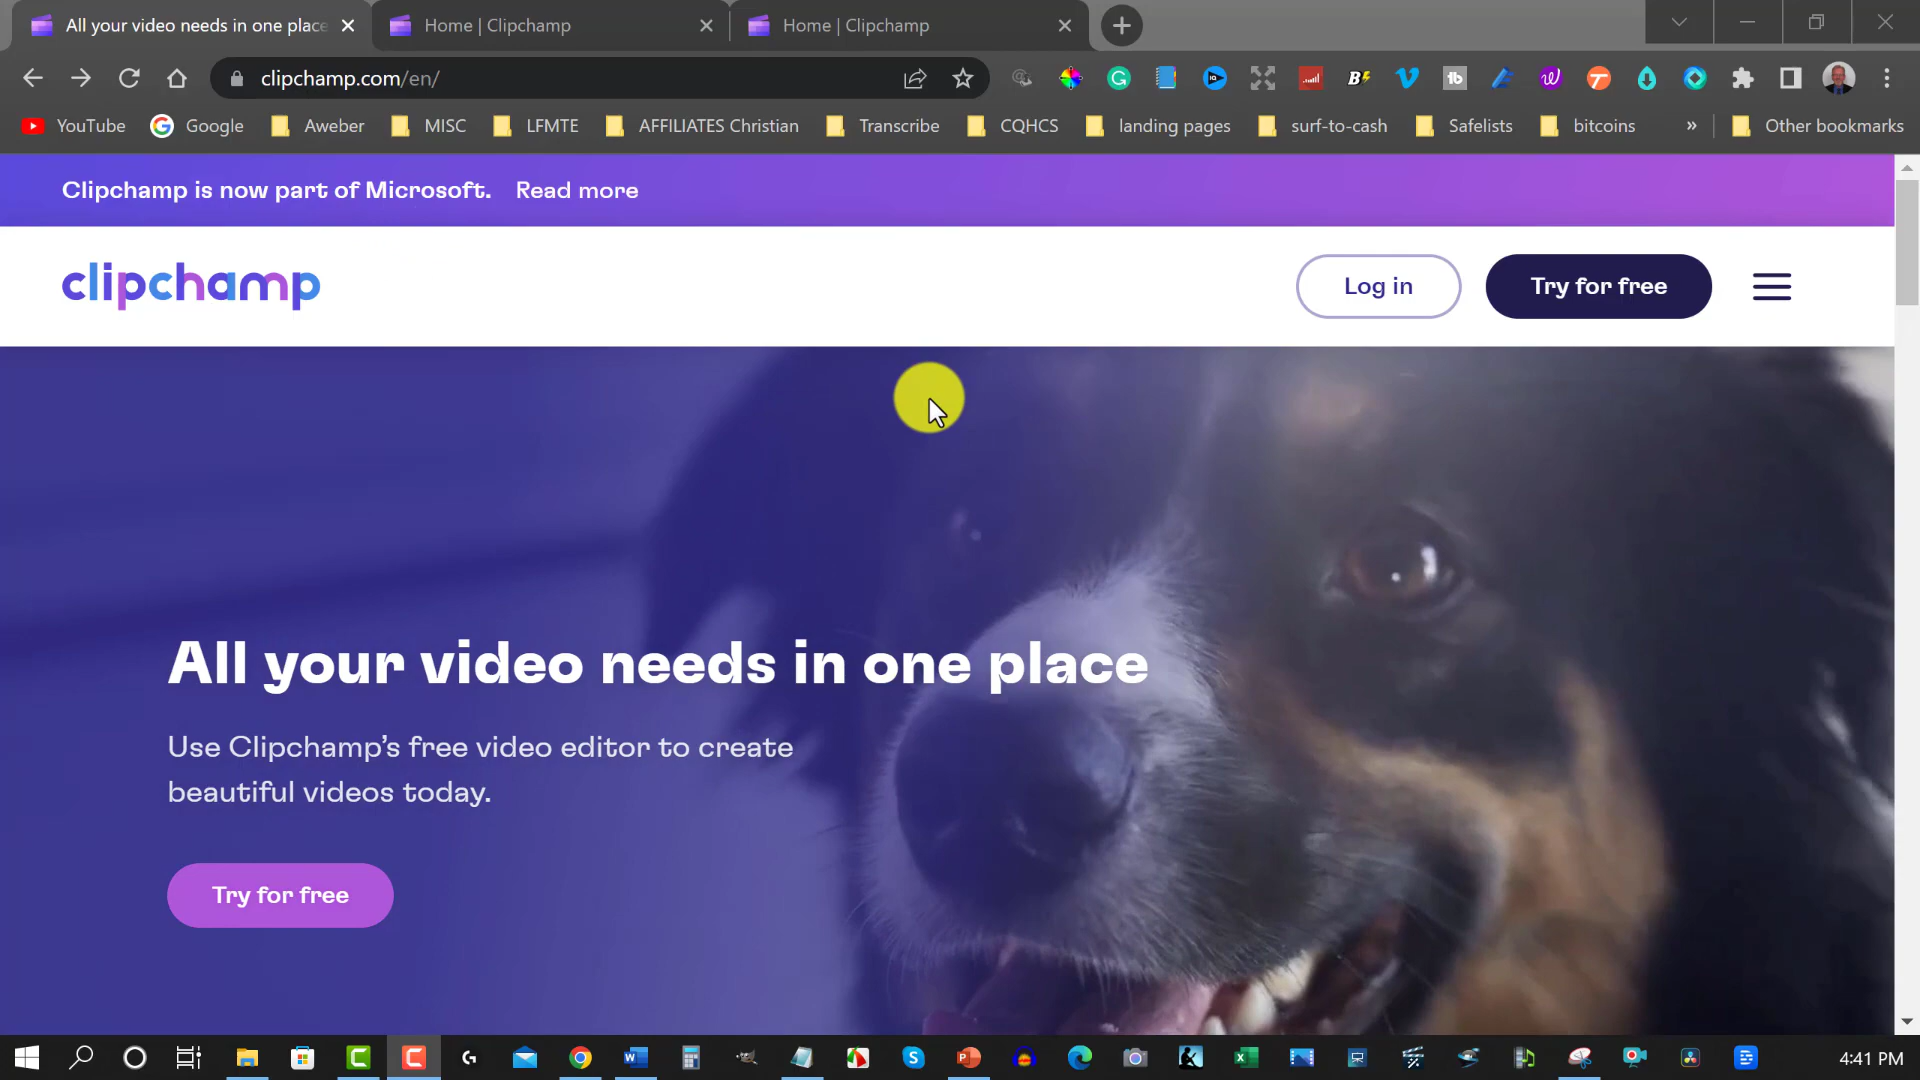 All your video needs in one place
Home | Clipchamp
Home | Clipchamp
clipchamp.com/en/
YouTube
Google
Aweber
MISC
LFMTE
AFFILIATES Christian
Transcribe
CQHCS
landing pages
surf-to-cash
Safelists
bitcoins
»
Other bookmarks
Clipchamp is now part of Microsoft. Read more
clipchamp
Log in
Try for free
All your video needs in one place
Use Clipchamp's free video editor to create
beautiful videos today.
Try for free
4:41 PM